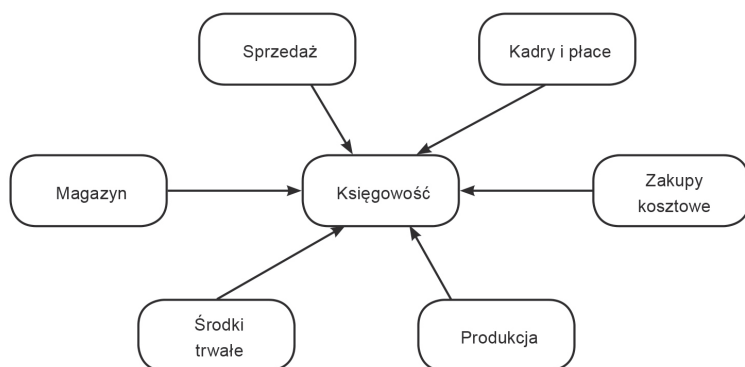 Sprzedaż
Kadry i płace
Magazyn
Księgowość
Zakupy
kosztowe
Środki
trwałe
Produkcja